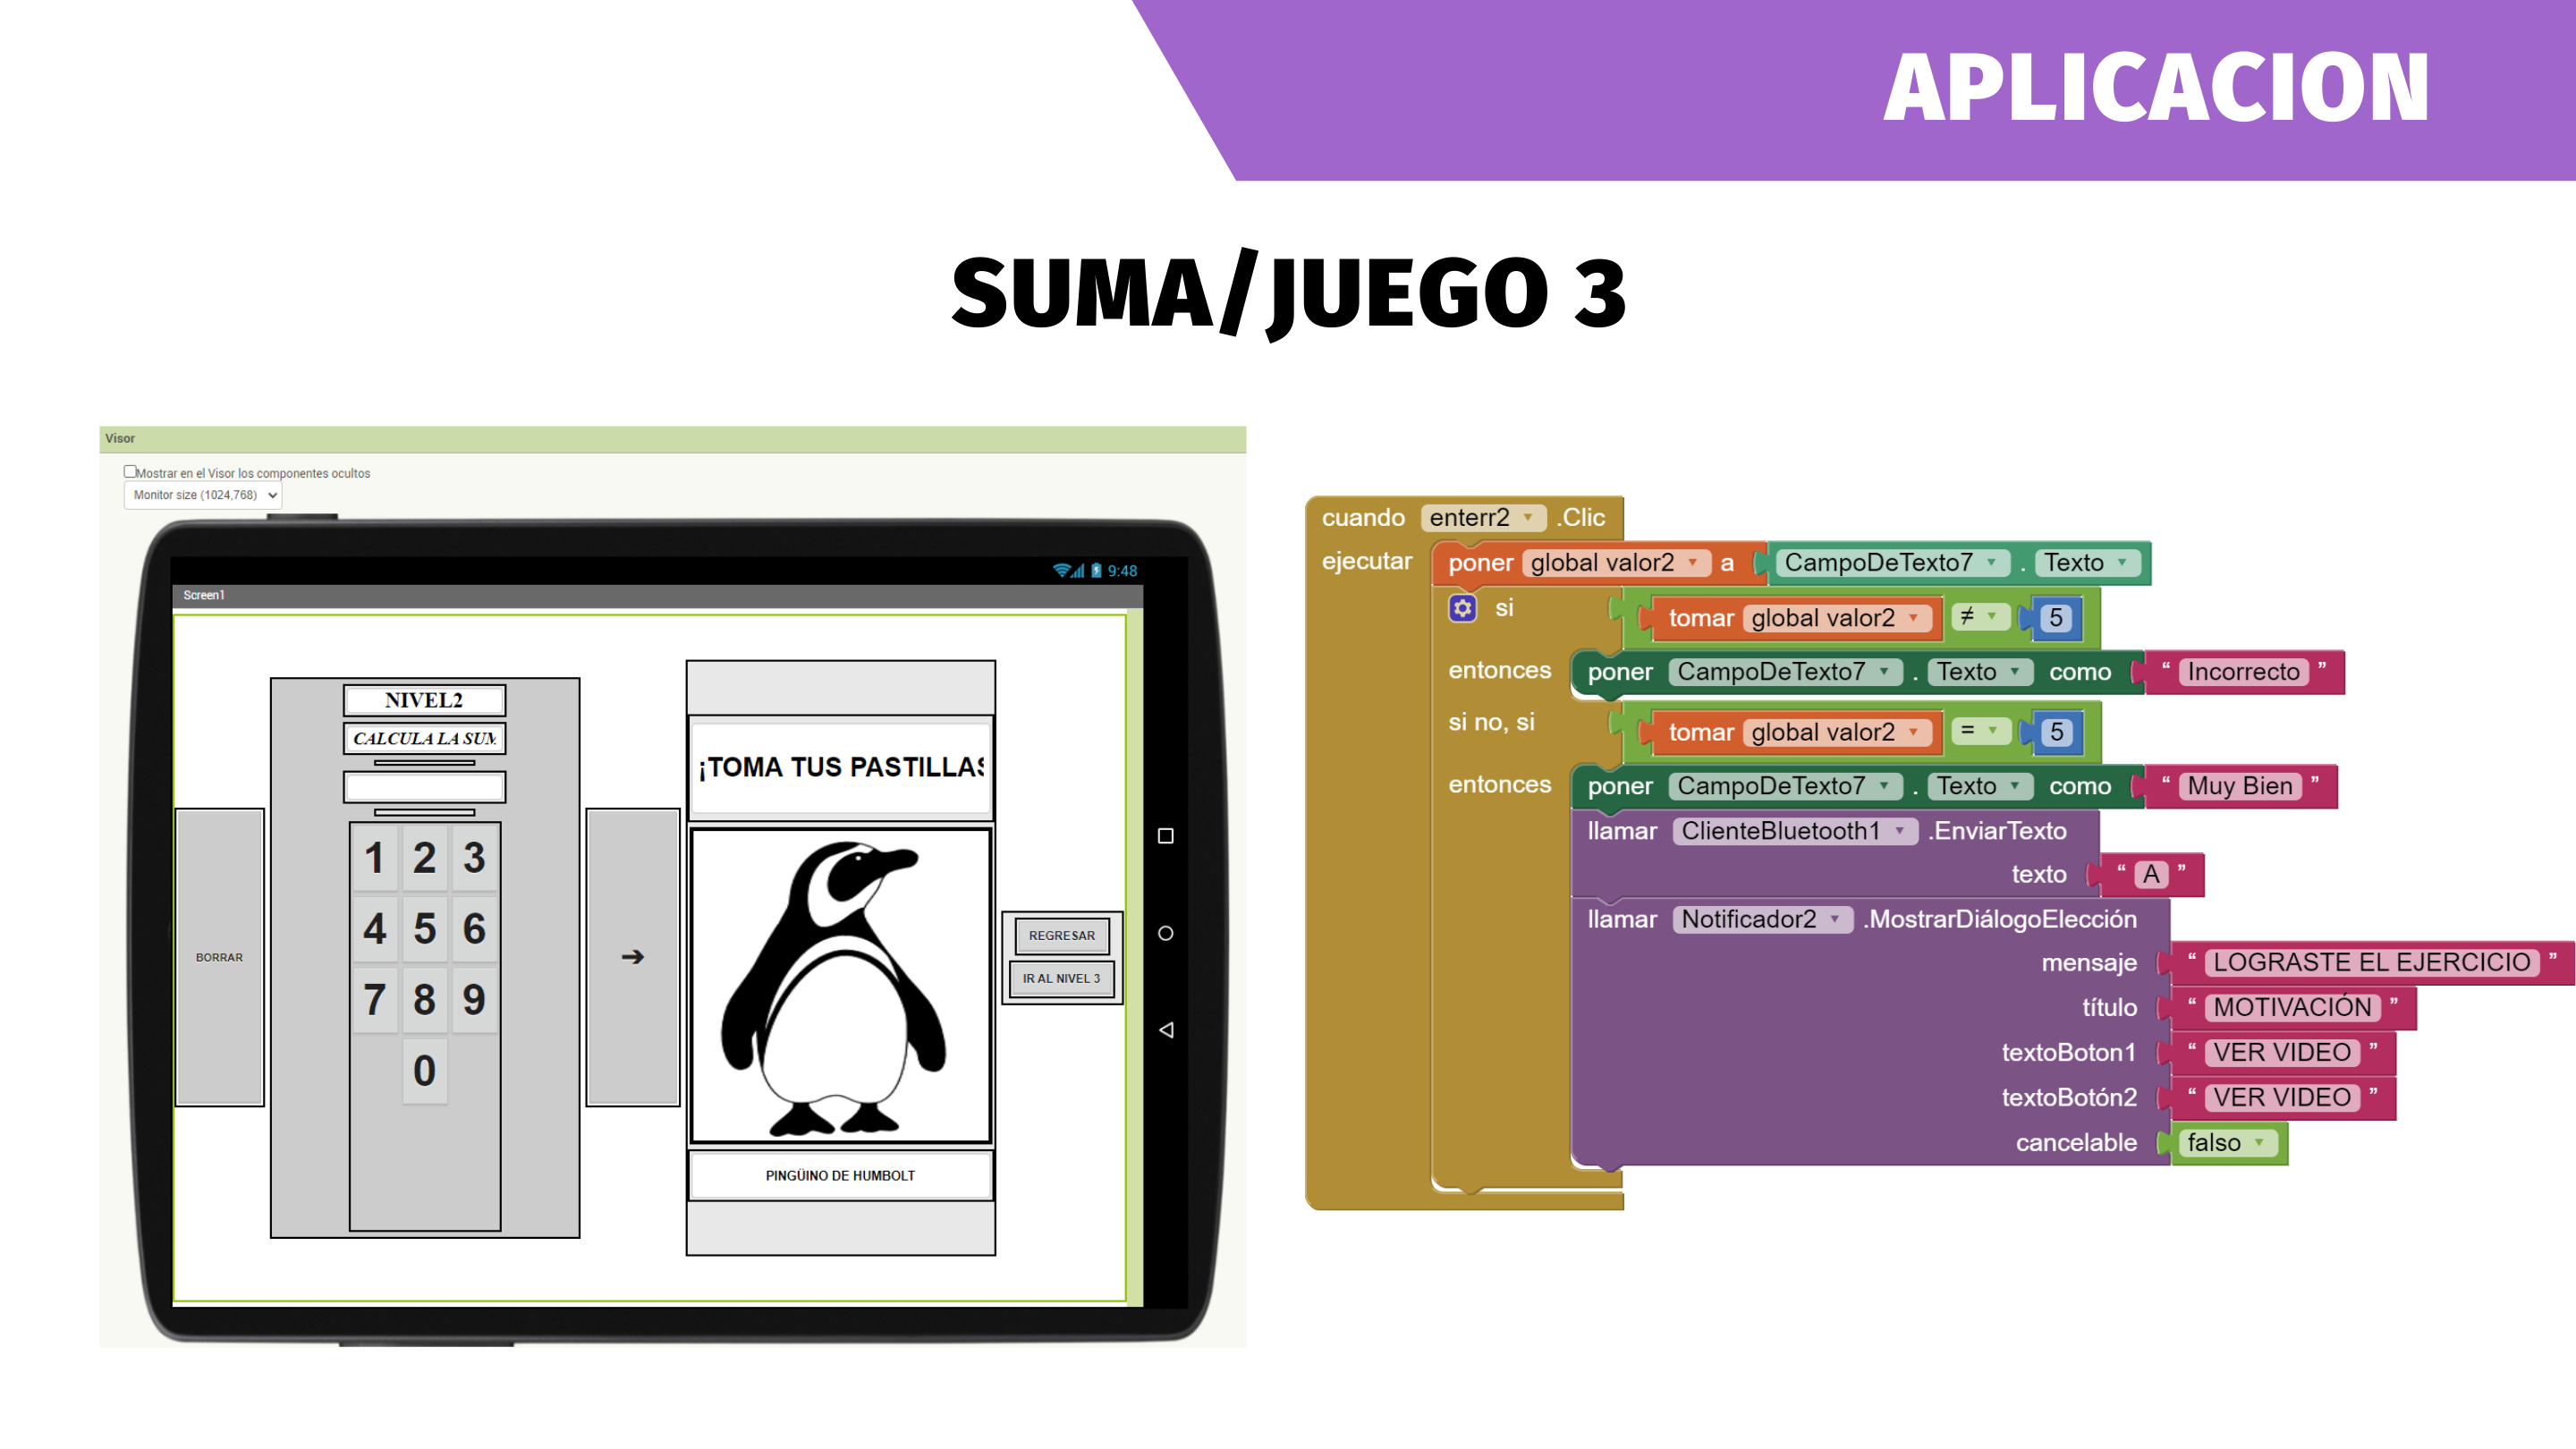 APLICACION
SUMA/JUEGO 3
Visor
Mostrar en el Visor los componentes ocultos
Monitor size (1024,768)
9:48
Screen1
NIVEL2
CALCULA LA SUM
BORRAR
1 2 3
4 5 6
7 8 9
0
➔
¡TOMA TUS PASTILLAS
PINGÜINO DE HUMBOLT
REGRESAR
IR AL NIVEL 3
cuando enterr2 .Clic
ejecutar poner global valor2 a CampoDeTexto7 . Texto
si tomar global valor2 ≠ 5
entonces poner CampoDeTexto7 . Texto como “ Incorrecto ”
si no, si tomar global valor2 = 5
entonces poner CampoDeTexto7 . Texto como “ Muy Bien ”
llamar ClienteBluetooth1 .EnviarTexto
texto “ A ”
llamar Notificador2 .MostrarDiálogoElección
mensaje “ LOGRASTE EL EJERCICIO ”
título “ MOTIVACIÓN ”
textoBoton1 “ VER VIDEO ”
textoBotón2 “ VER VIDEO ”
cancelable falso